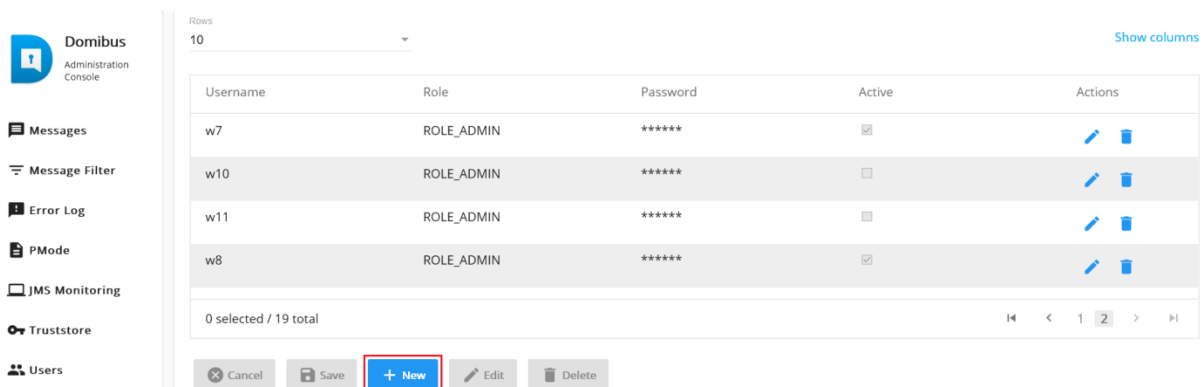 Domibus
Administration
Console
Messages
Message Filter
Error Log
PMode
JMS Monitoring
Truststore
Users
Rows
10
Show columns
Username Role Password Active Actions
w7 ROLE_ADMIN ******
w10 ROLE_ADMIN ******
w11 ROLE_ADMIN ******
w8 ROLE_ADMIN ******
0 selected / 19 total 1 2
Cancel Save + New Edit Delete